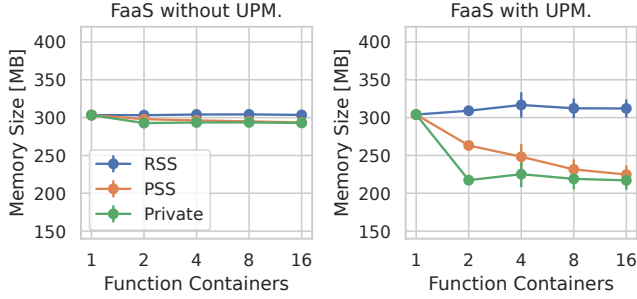 FaaS without UPM.
Memory Size [MB]
400
350
300
250
200
150
RSS
PSS
Private
1 2 4 8 16
Function Containers
FaaS with UPM.
Memory Size [MB]
400
350
300
250
200
150
1 2 4 8 16
Function Containers